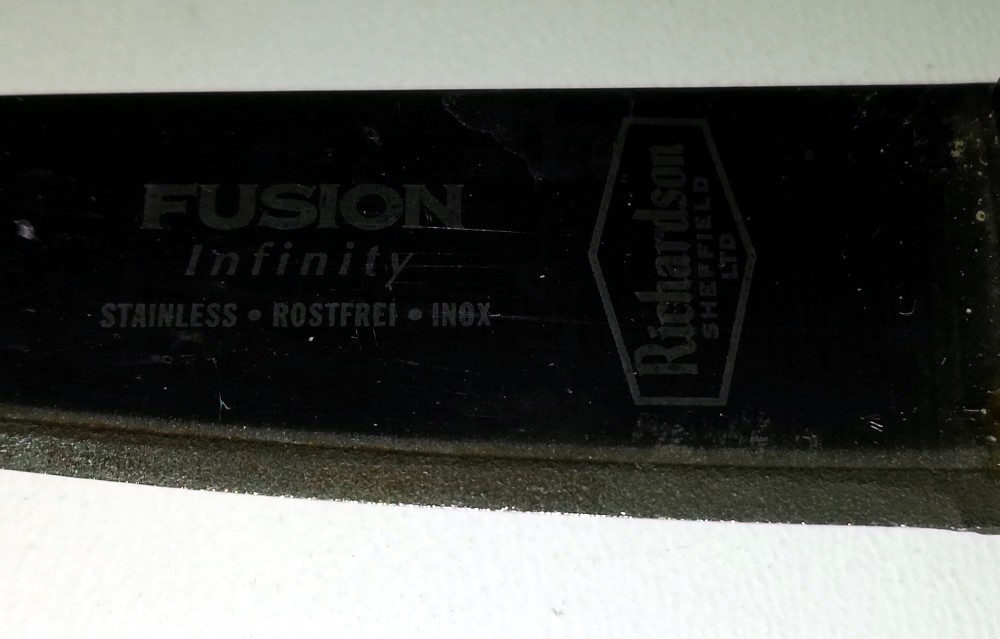 FUSION
Infinity
STAINLESS • ROSTFREI • INOX
Richardson
SHEFFIELD
LTD